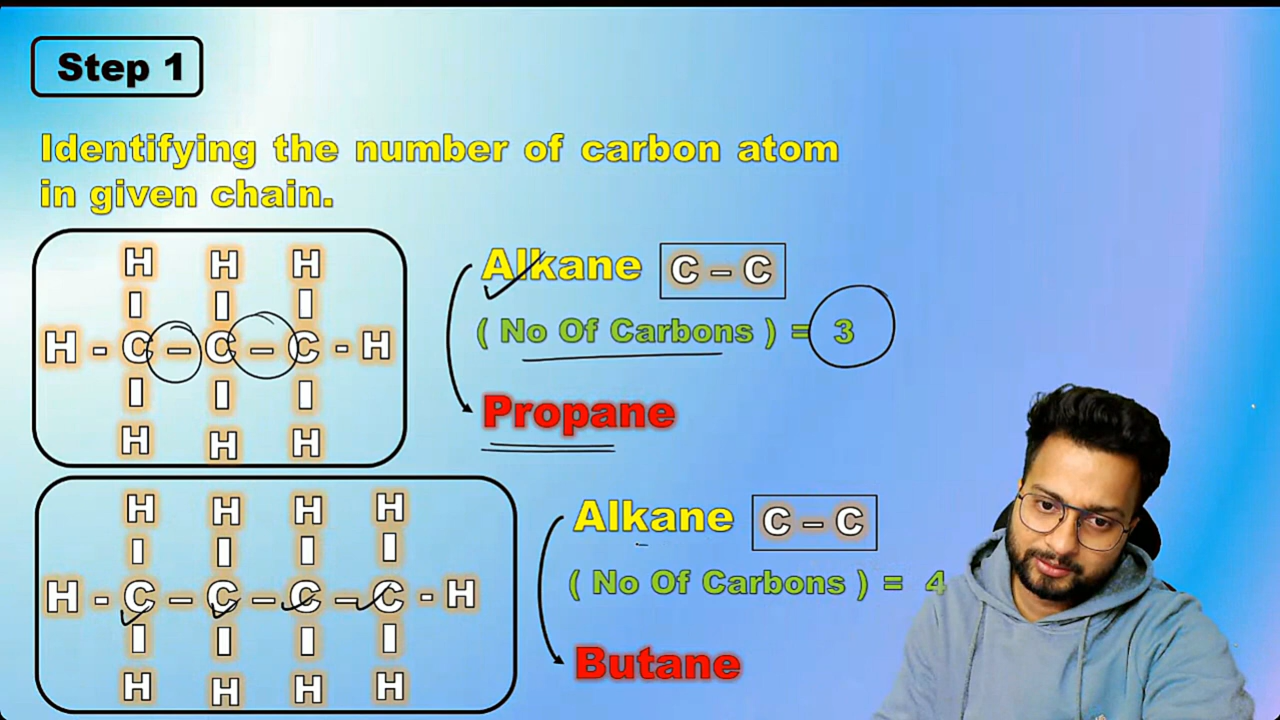 Step 1
Identifying the number of carbon atom
in given chain.
H H H
H - C – C – C - H
H H H
Alkane C – C
( No Of Carbons ) = 3
Propane
H H H H
H - C – C – C – C - H
H H H H
Alkane C – C
( No Of Carbons ) = 4
Butane